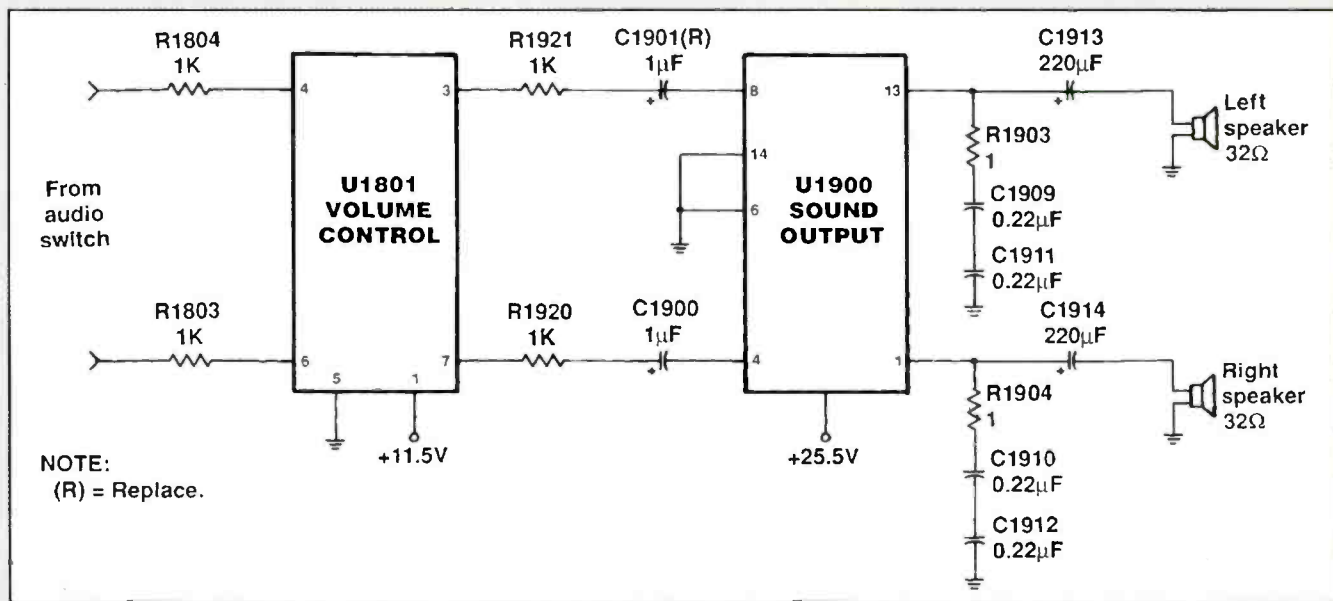 R1804
1K
R1921
1K
C1901(R)
1µF
+
C1913
220µF
+
4
3
8
13
Left
speaker
32Ω
R1903
1
14
From
audio
switch
U1801
VOLUME
CONTROL
U1900
SOUND
OUTPUT
6
C1909
0.22µF
C1911
0.22µF
R1803
1K
R1920
1K
C1900
1µF
+
C1914
220µF
+
6
5
1
7
4
1
Right
speaker
32Ω
R1904
1
+11.5V
+25.5V
NOTE:
(R) = Replace.
C1910
0.22µF
C1912
0.22µF